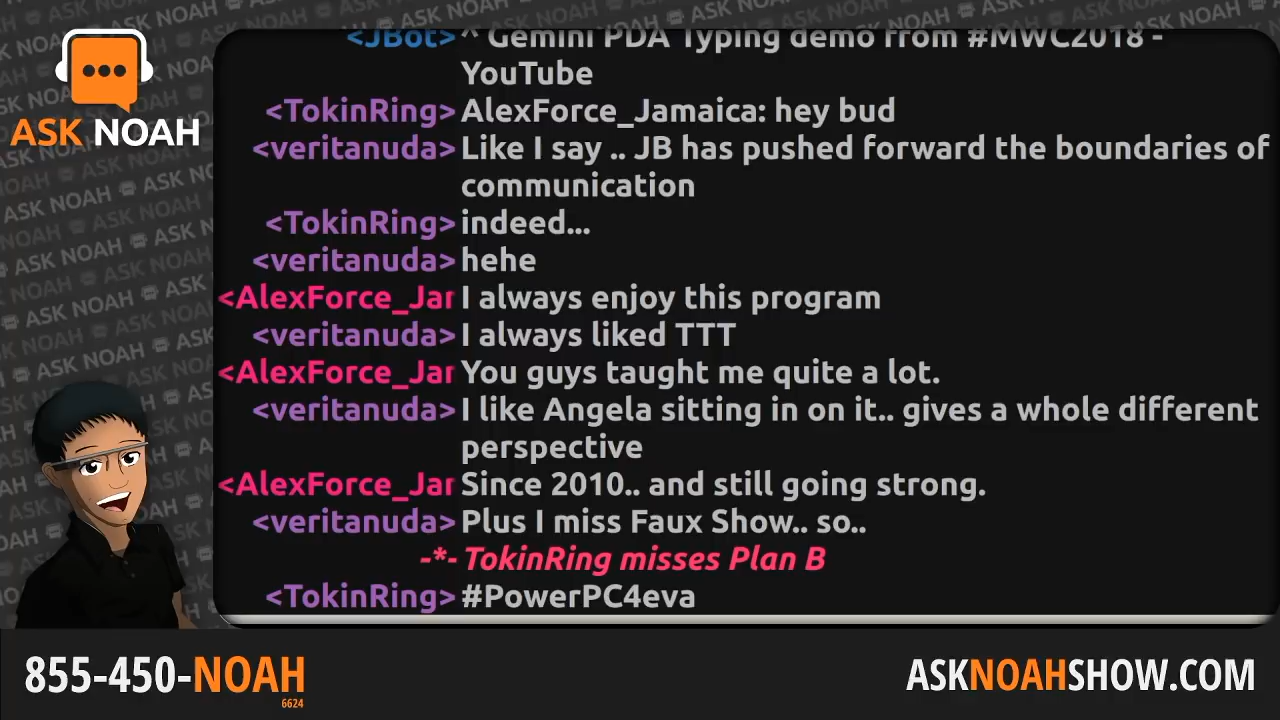 ASK NOAH
<JBot> ^ Gemini PDA Typing demo from #MWC2018 -
YouTube
<TokinRing> AlexForce_Jamaica: hey bud
<veritanuda> Like I say .. JB has pushed forward the boundaries of
communication
<TokinRing> indeed...
<veritanuda> hehe
<AlexForce_Jar I always enjoy this program
<veritanuda> I always liked TTT
<AlexForce_Jar You guys taught me quite a lot.
<veritanuda> I like Angela sitting in on it.. gives a whole different
perspective
<AlexForce_Jar Since 2010.. and still going strong.
<veritanuda> Plus I miss Faux Show.. so..
-*- TokinRing misses Plan B
<TokinRing> #PowerPC4eva
855-450-NOAH
6624
ASKNOAHSHOW.COM